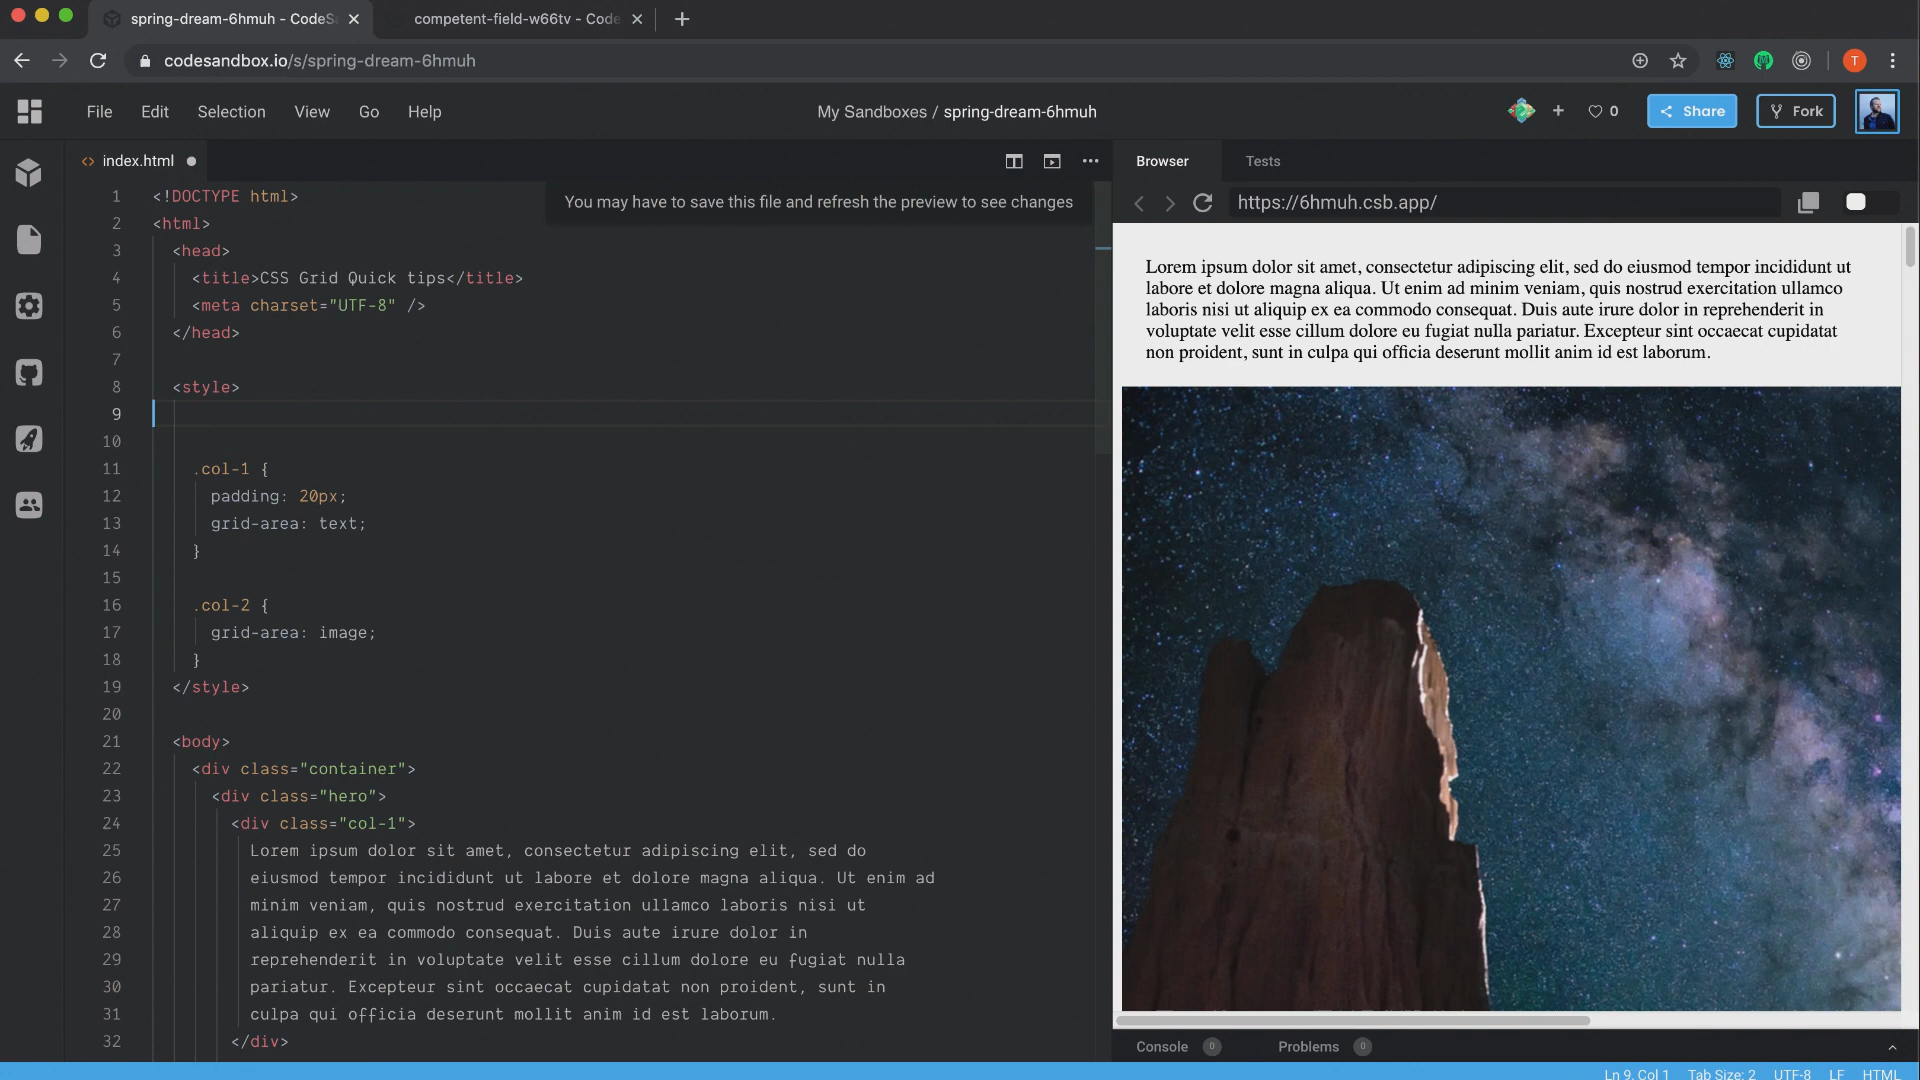 spring-dream-6hmuh - CodeSa
competent-field-w66tv - Code
codesandbox.io/s/spring-dream-6hmuh
T
File Edit Selection View Go Help
My Sandboxes / spring-dream-6hmuh
0
Share
Fork
index.html
You may have to save this file and refresh the preview to see changes
1 <!DOCTYPE html>
2 <html>
3 <head>
4 <title>CSS Grid Quick tips</title>
5 <meta charset="UTF-8" />
6 </head>
7
8 <style>
9
10
11 .col-1 {
12 padding: 20px;
13 grid-area: text;
14 }
15
16 .col-2 {
17 grid-area: image;
18 }
19 </style>
20
21 <body>
22 <div class="container">
23 <div class="hero">
24 <div class="col-1">
25 Lorem ipsum dolor sit amet, consectetur adipiscing elit, sed do
26 eiusmod tempor incididunt ut labore et dolore magna aliqua. Ut enim ad
27 minim veniam, quis nostrud exercitation ullamco laboris nisi ut
28 aliquip ex ea commodo consequat. Duis aute irure dolor in
29 reprehenderit in voluptate velit esse cillum dolore eu fugiat nulla
30 pariatur. Excepteur sint occaecat cupidatat non proident, sunt in
31 culpa qui officia deserunt mollit anim id est laborum.
32 </div>
Browser Tests
https://6hmuh.csb.app/
Lorem ipsum dolor sit amet, consectetur adipiscing elit, sed do eiusmod tempor incididunt ut
labore et dolore magna aliqua. Ut enim ad minim veniam, quis nostrud exercitation ullamco
laboris nisi ut aliquip ex ea commodo consequat. Duis aute irure dolor in reprehenderit in
voluptate velit esse cillum dolore eu fugiat nulla pariatur. Excepteur sint occaecat cupidatat
non proident, sunt in culpa qui officia deserunt mollit anim id est laborum.
Console 0 Problems 0
Ln 9, Col 1 Tab Size: 2 UTF-8 LF HTML